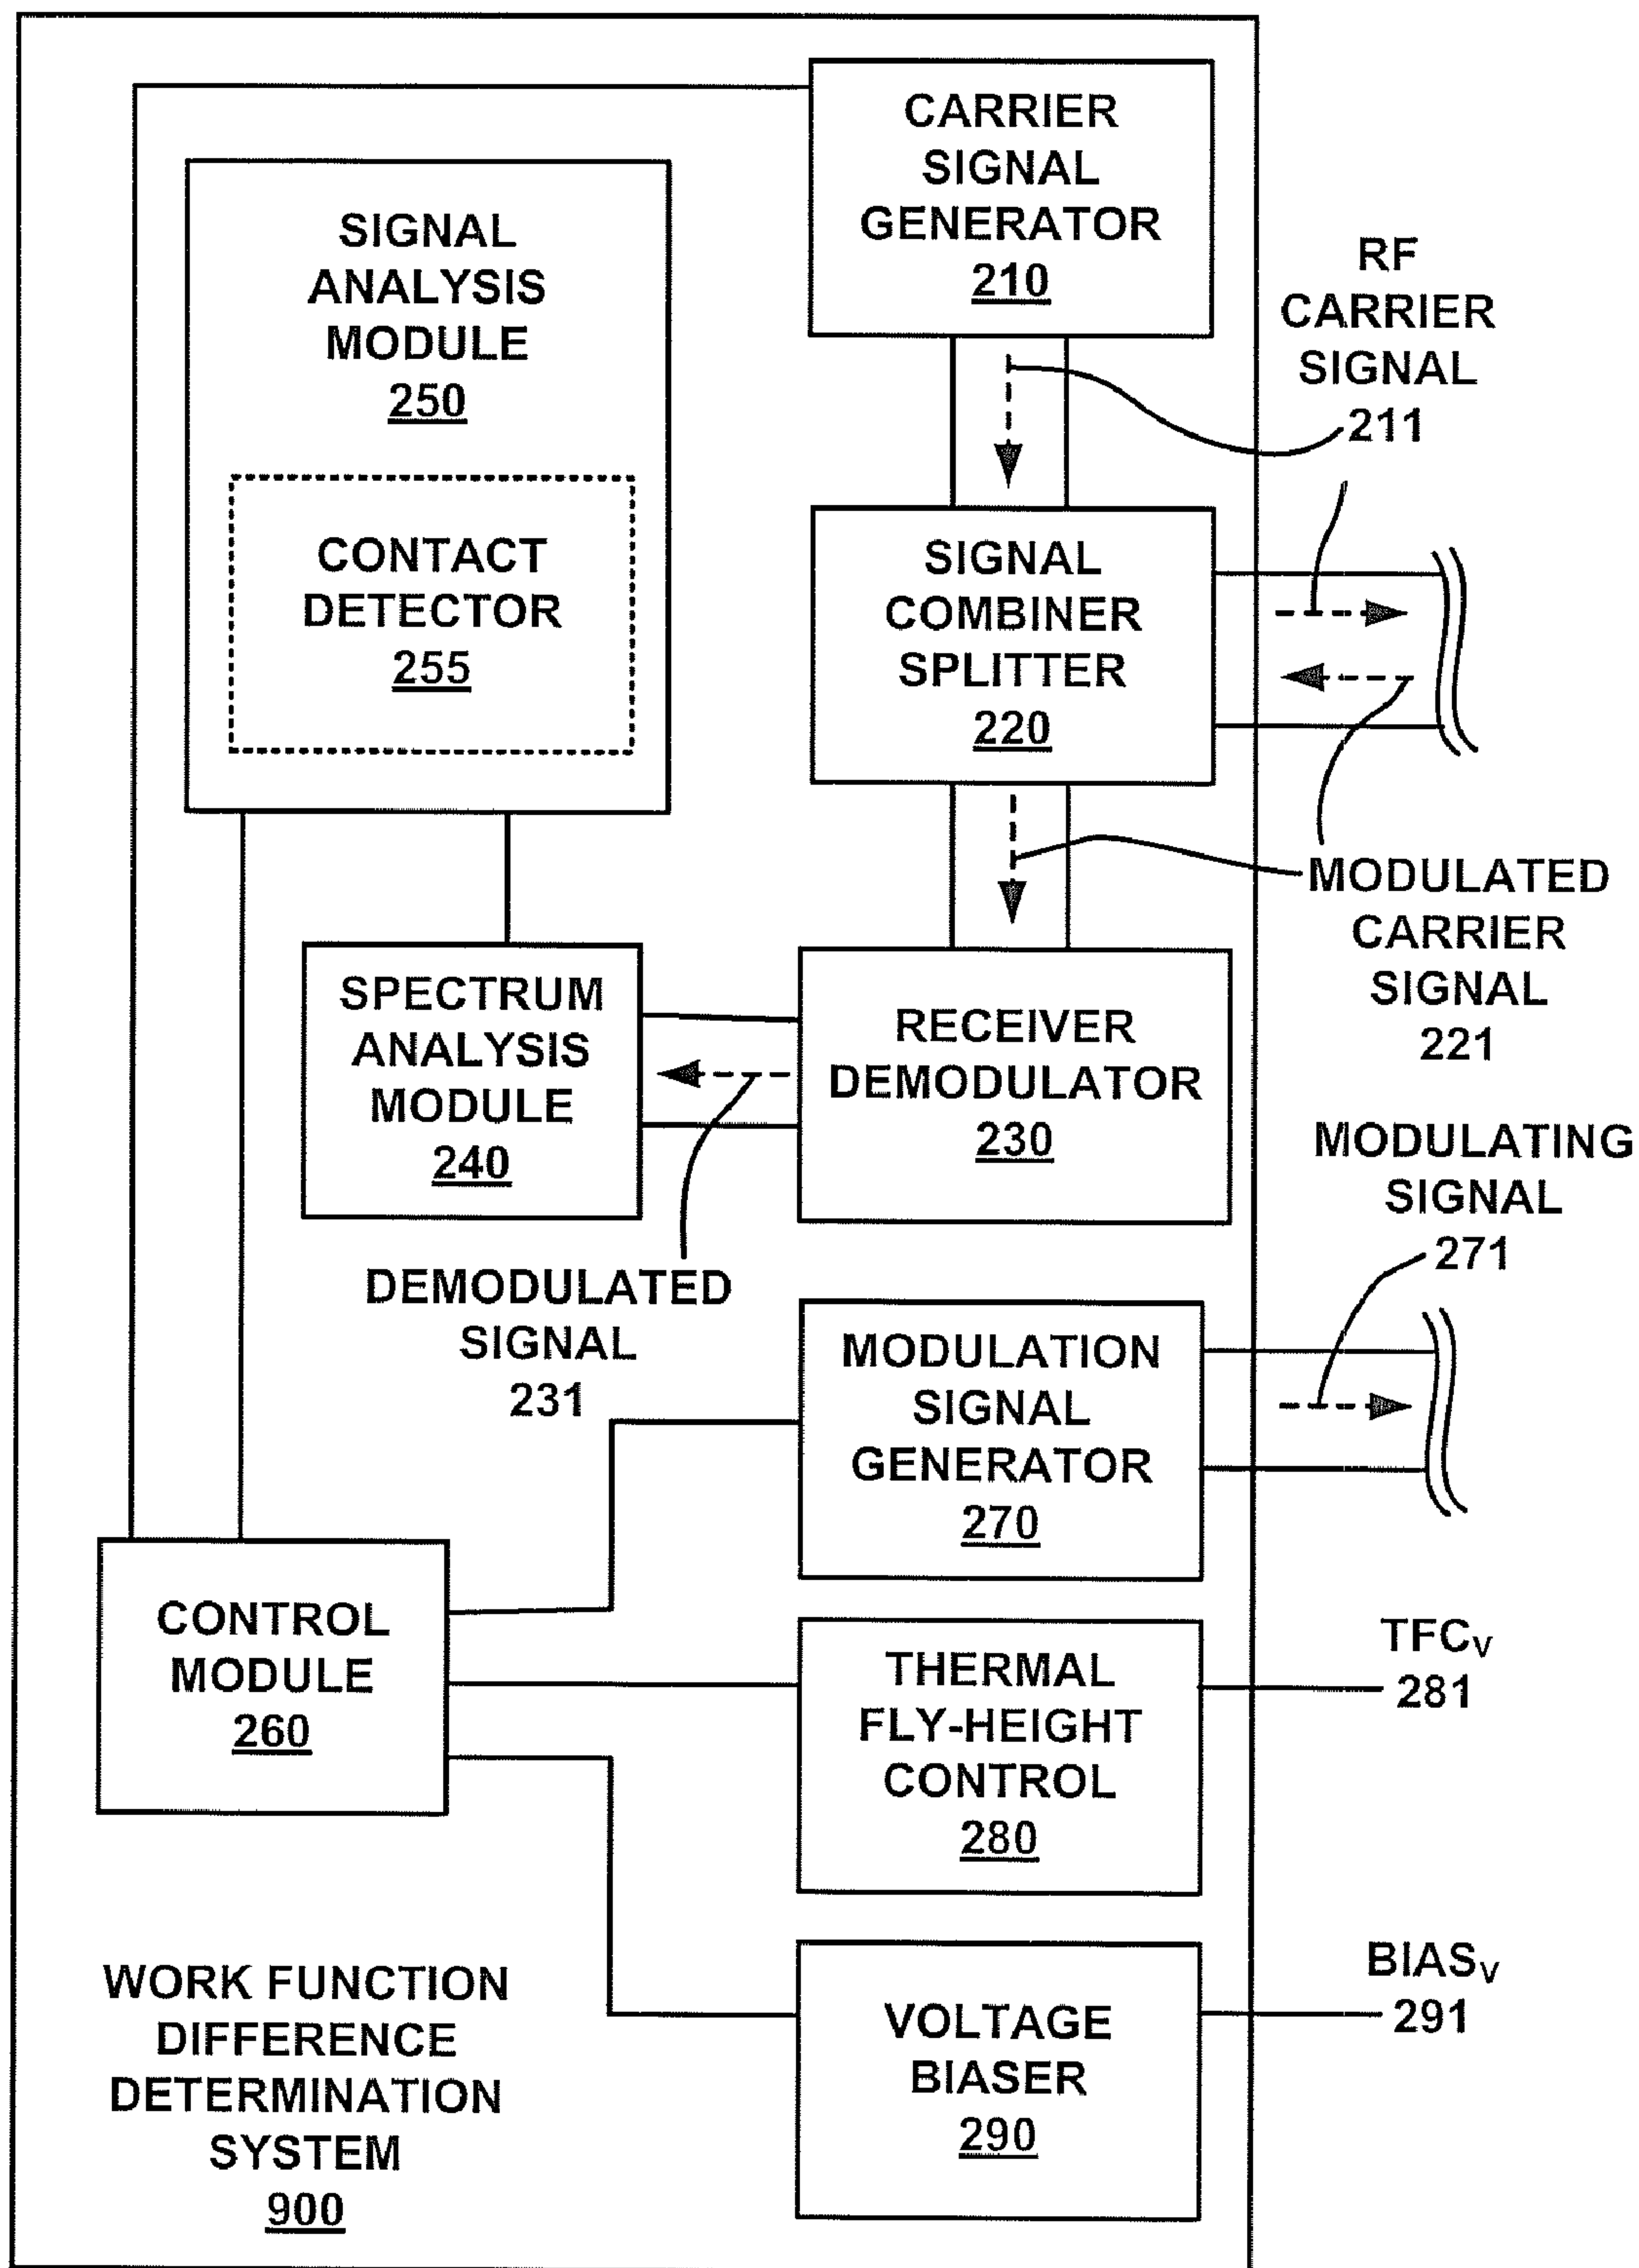 CARRIER
SIGNAL
GENERATOR
210
SIGNAL
ANALYSIS
MODULE
250
CONTACT
DETECTOR
255
RF
CARRIER
SIGNAL
211
SIGNAL
COMBINER
SPLITTER
220
MODULATED
CARRIER
SIGNAL
221
SPECTRUM
ANALYSIS
MODULE
240
RECEIVER
DEMODULATOR
230
DEMODULATED
SIGNAL
231
MODULATING
SIGNAL
271
MODULATION
SIGNAL
GENERATOR
270
CONTROL
MODULE
260
THERMAL
FLY-HEIGHT
CONTROL
280
TFCV
281
VOLTAGE
BIASER
290
BIASV
291
WORK FUNCTION
DIFFERENCE
DETERMINATION
SYSTEM
900